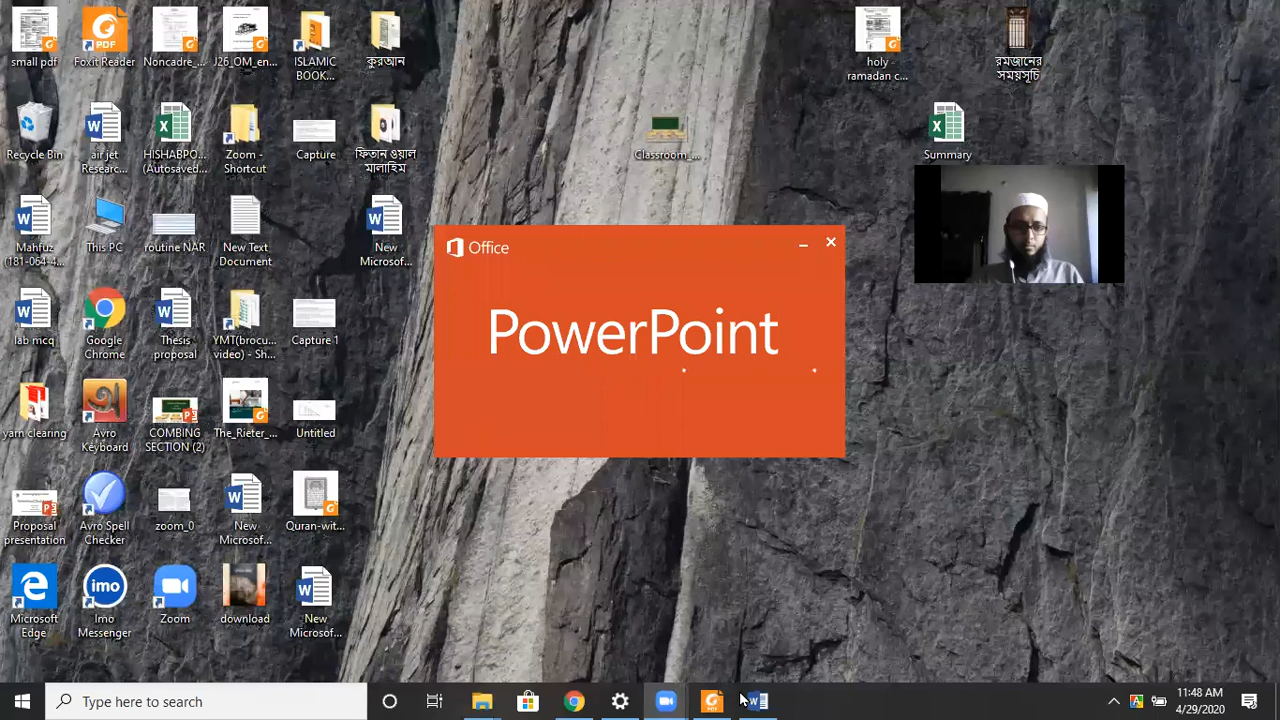 small pdf
Foxit Reader
Noncadre_...
J26_OM_en...
ISLAMIC
BOOK...
কুরআন
holy
ramadan c...
রমজানের
সময়সূচি
Recycle Bin
air jet
Researc...
HISHABPO...
(Autosaved...
Zoom -
Shortcut
Capture
ফিতান ওয়াল
মালাহিম
Classroom_...
Summary
Mahfuz
(181-064-4...
This PC
routine NAR
New Text
Document
New
Microsof...
Office
PowerPoint
lab mcq
Google
Chrome
Thesis
proposal
YMT(brocu...
video) - Sh...
Capture 1
yarn clearing
Avro
Keyboard
COMBING
SECTION (2)
The_Rieter_...
Untitled
Proposal
presentation
Avro Spell
Checker
zoom_0
New
Microsof...
Quran-wit...
Microsoft
Edge
Imo
Messenger
Zoom
download
New
Microsof...
Type here to search
11:48 AM
4/29/2020